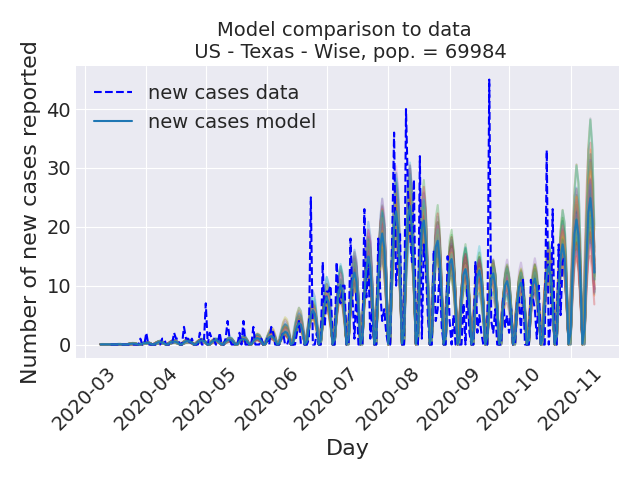 Model comparison to data
US - Texas - Wise, pop. = 69984
Number of new cases reported
new cases data
new cases model
40
30
20
10
0
2020-03
2020-04
2020-05
2020-06
2020-07
2020-08
2020-09
2020-10
2020-11
Day